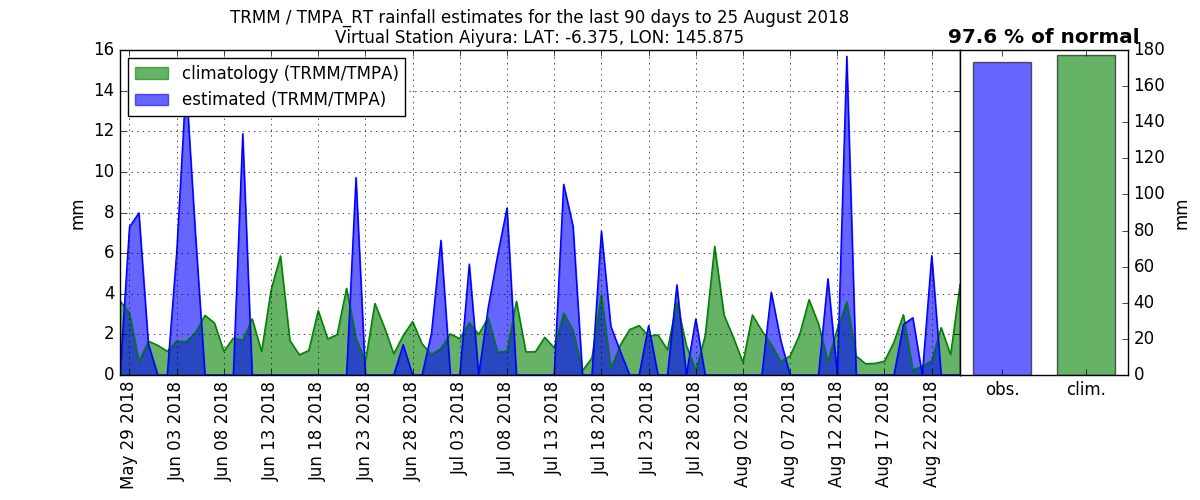 TRMM / TMPA_RT rainfall estimates for the last 90 days to 25 August 2018
Virtual Station Aiyura: LAT: -6.375, LON: 145.875
97.6 % of normal
climatology (TRMM/TMPA)
estimated (TRMM/TMPA)
mm
16
14
12
10
8
6
4
2
0
May 29 2018
Jun 03 2018
Jun 08 2018
Jun 13 2018
Jun 18 2018
Jun 23 2018
Jun 28 2018
Jul 03 2018
Jul 08 2018
Jul 13 2018
Jul 18 2018
Jul 23 2018
Jul 28 2018
Aug 02 2018
Aug 07 2018
Aug 12 2018
Aug 17 2018
Aug 22 2018
180
160
140
120
100
80
60
40
20
0
mm
obs.
clim.